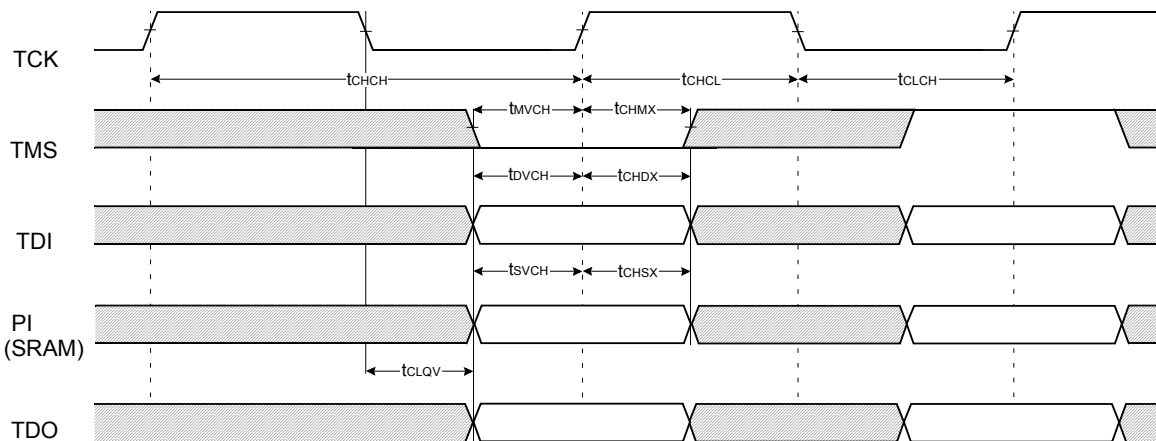 TCK
tCHCH
tCHCL
tCLCH
tMVCH
tCHMX
TMS
tDVCH
tCHDX
TDI
tSVCH
tCHSX
PI
(SRAM)
tCLQV
TDO